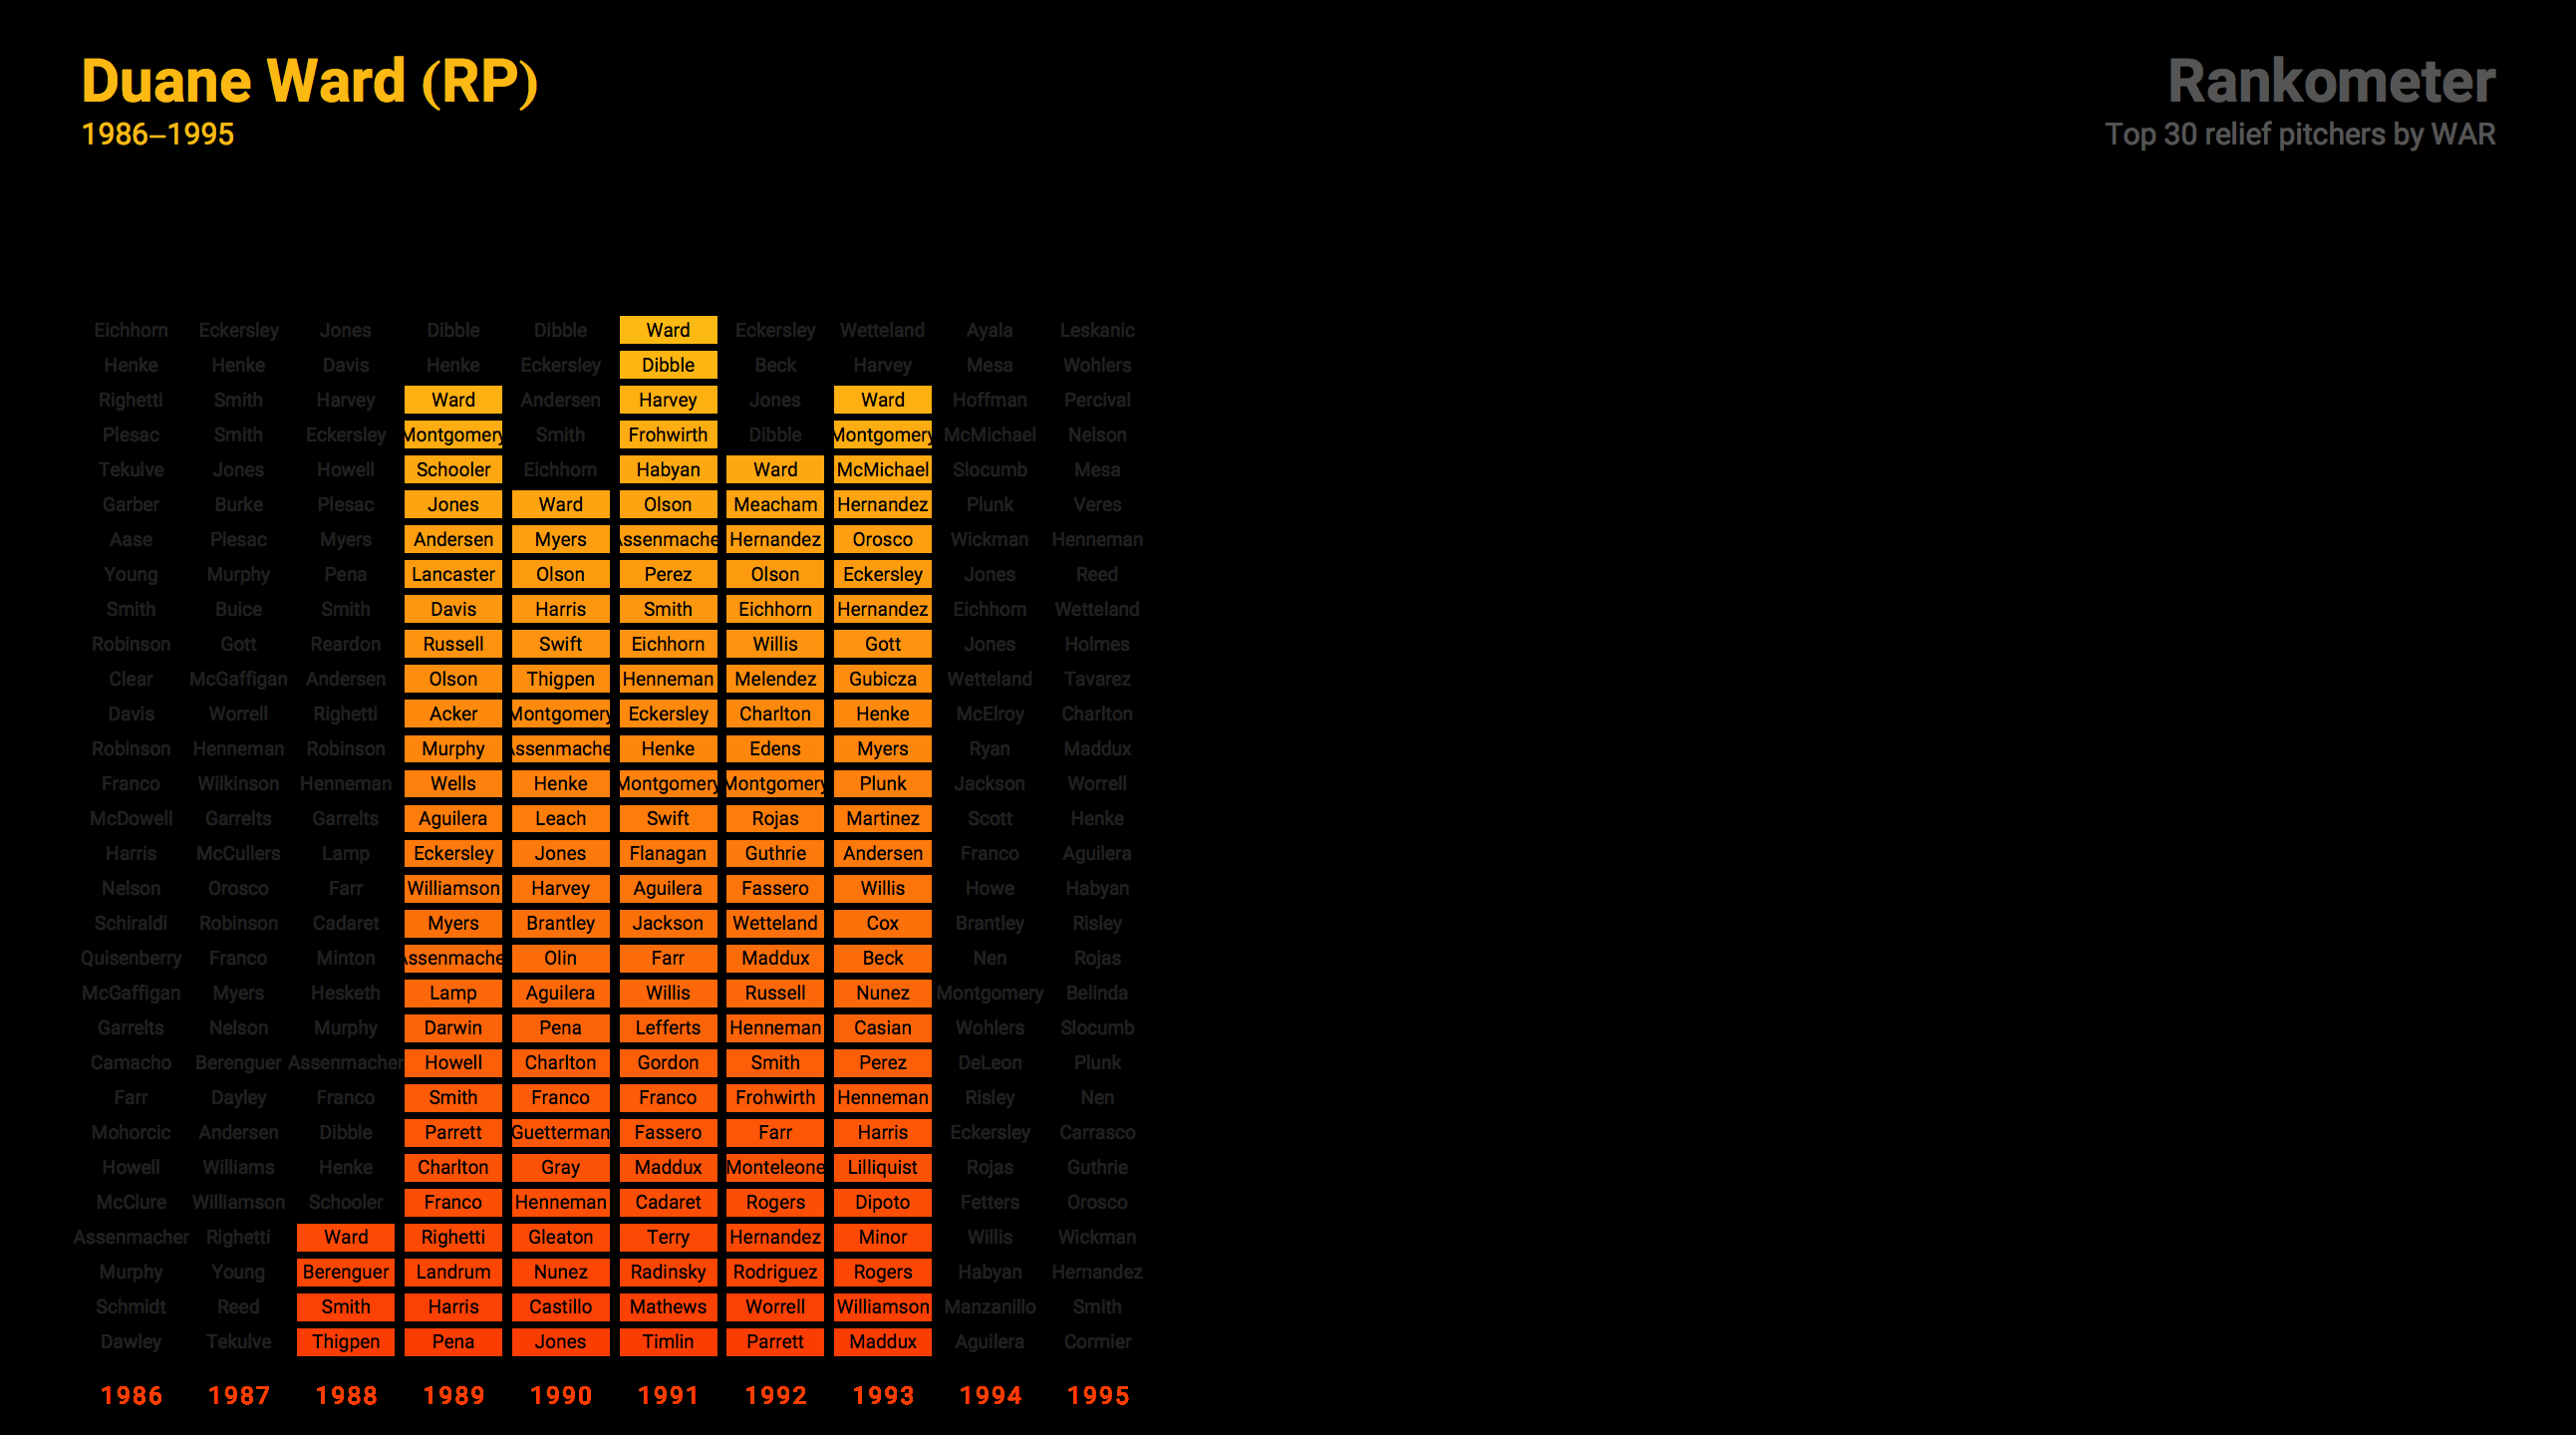 Duane Ward (RP)
1986–1995
Rankometer
Top 30 relief pitchers by WAR
Eichhorn Eckersley Jones Dibble Dibble Ward Eckersley Wetteland Ayala Leskanic
Henke Henke Davis Henke Eckersley Dibble Beck Harvey Mesa Wohlers
Righetti Smith Harvey Ward Andersen Harvey Jones Ward Hoffman Percival
Plesac Smith Eckersley Montgomery Smith Frohwirth Dibble Montgomery McMichael Nelson
Tekulve Jones Howell Schooler Eichhorn Habyan Ward McMichael Slocumb Mesa
Garber Burke Plesac Jones Ward Olson Meacham Hernandez Plunk Veres
Aase Plesac Myers Andersen Myers Assenmache Hernandez Orosco Wickman Henneman
Young Murphy Pena Lancaster Olson Perez Olson Eckersley Jones Reed
Smith Buice Smith Davis Harris Smith Eichhorn Hernandez Eichhorn Wetteland
Robinson Gott Reardon Russell Swift Eichhorn Willis Gott Jones Holmes
Clear McGaffigan Andersen Olson Thigpen Henneman Melendez Gubicza Wetteland Tavarez
Davis Worrell Righetti Acker Montgomery Eckersley Charlton Henke McElroy Charlton
Robinson Henneman Robinson Murphy Assenmache Henke Edens Myers Ryan Maddux
Franco Wilkinson Henneman Wells Henke Montgomery Montgomery Plunk Jackson Worrell
McDowell Garrelts Garrelts Aguilera Leach Swift Rojas Martinez Scott Henke
Harris McCullers Lamp Eckersley Jones Flanagan Guthrie Andersen Franco Aguilera
Nelson Orosco Farr Williamson Harvey Aguilera Fassero Willis Howe Habyan
Schiraldi Robinson Cadaret Myers Brantley Jackson Wetteland Cox Brantley Risley
Quisenberry Franco Minton Assenmache Olin Farr Maddux Beck Nen Rojas
McGaffigan Myers Hesketh Lamp Aguilera Willis Russell Nunez Montgomery Belinda
Garrelts Nelson Murphy Darwin Pena Lefferts Henneman Casian Wohlers Slocumb
Camacho Berenguer Assenmacher Howell Charlton Gordon Smith Perez DeLeon Plunk
Farr Dayley Franco Smith Franco Franco Frohwirth Henneman Risley Nen
Mohorcic Andersen Dibble Parrett Guetterman Fassero Farr Harris Eckersley Carrasco
Howell Williams Henke Charlton Gray Maddux Monteleone Lilliquist Rojas Guthrie
McClure Williamson Schooler Franco Henneman Cadaret Rogers Dipoto Fetters Orosco
Assenmacher Righetti Ward Righetti Gleaton Terry Hernandez Minor Willis Wickman
Murphy Young Berenguer Landrum Nunez Radinsky Rodriguez Rogers Habyan Hernandez
Schmidt Reed Smith Harris Castillo Mathews Worrell Williamson Manzanillo Smith
Dawley Tekulve Thigpen Pena Jones Timlin Parrett Maddux Aguilera Cormier
1986 1987 1988 1989 1990 1991 1992 1993 1994 1995